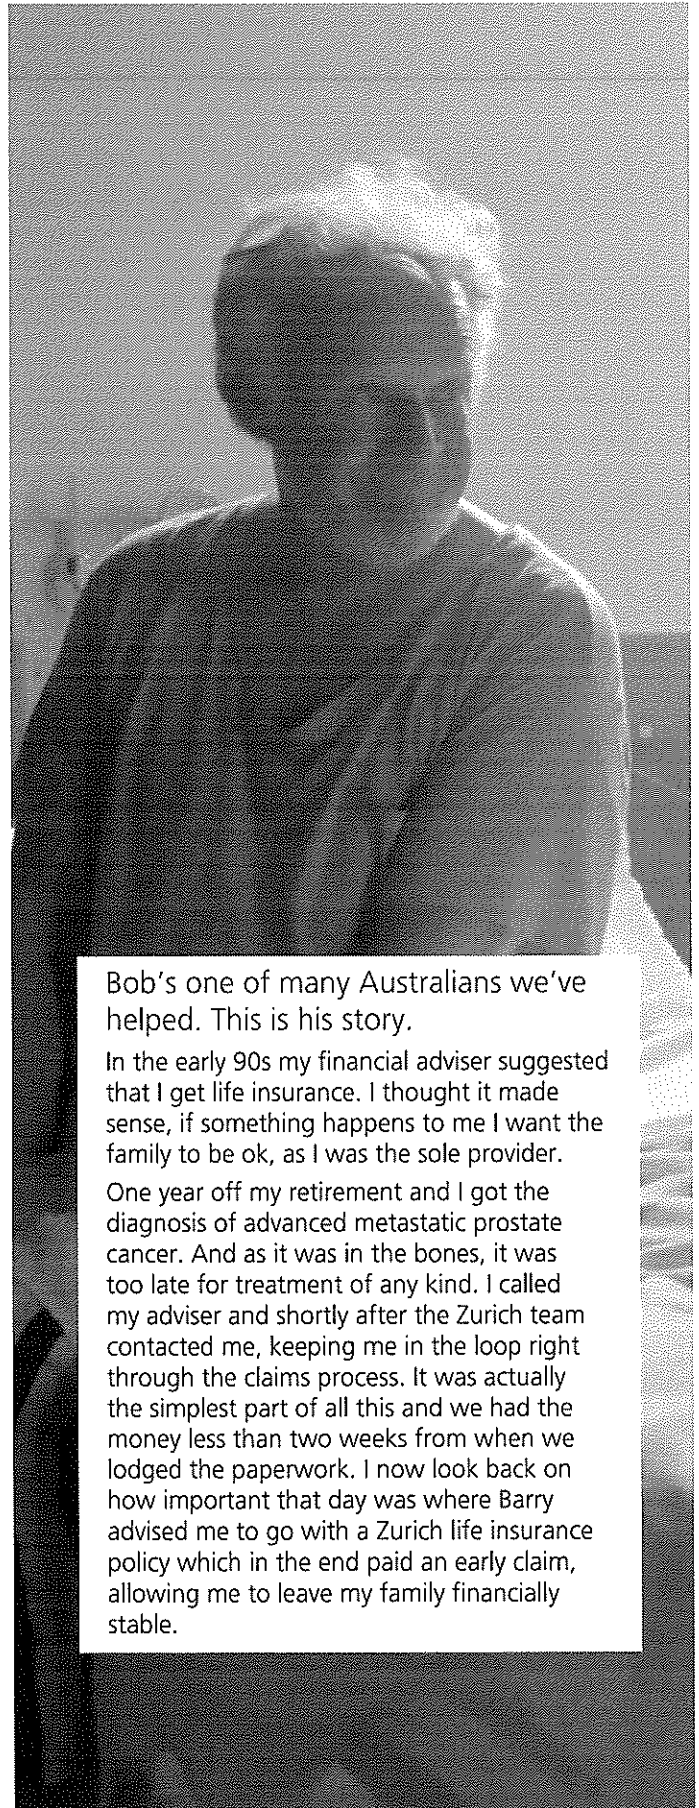 Bob's one of many Australians we've
helped. This is his story.
In the early 90s my financial adviser suggested
that I get life insurance. I thought it made
sense, if something happens to me I want the
family to be ok, as I was the sole provider.
One year off my retirement and I got the
diagnosis of advanced metastatic prostate
cancer. And as it was in the bones, it was
too late for treatment of any kind. I called
my adviser and shortly after the Zurich team
contacted me, keeping me in the loop right
through the claims process. It was actually
the simplest part of all this and we had the
money less than two weeks from when we
lodged the paperwork. I now look back on
how important that day was where Barry
advised me to go with a Zurich life insurance
policy which in the end paid an early claim,
allowing me to leave my family financially
stable.